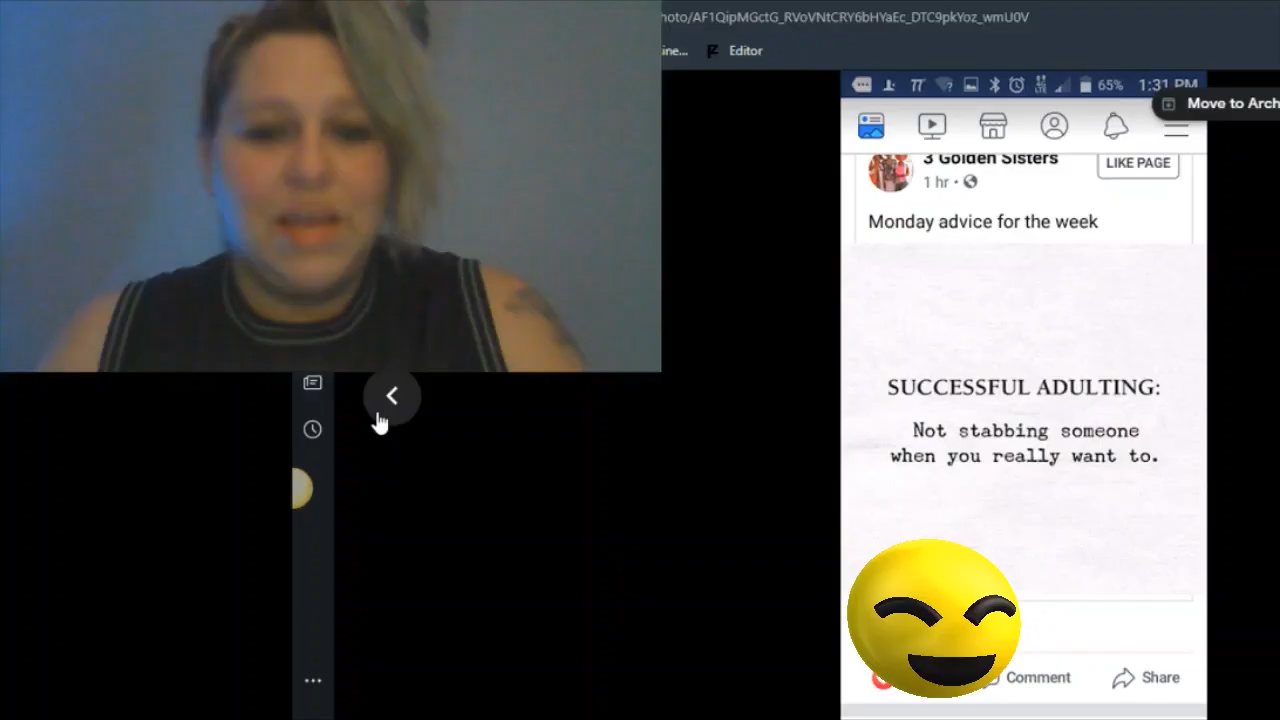 hoto/AF1QipMGctG_RVoVNtCRY6bHYaEc_DTC9pkYoz_wmU0V
ine... Editor
65% 1:31 PM
Move to Arch
3 Golden Sisters
LIKE PAGE
1 hr •
Monday advice for the week
SUCCESSFUL ADULTING:
Not stabbing someone
when you really want to.
Comment Share